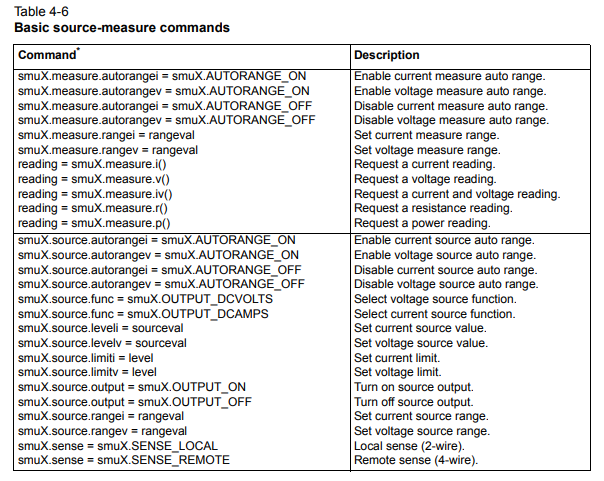 Table 4-6
Basic source-measure commands
Command* Description
smuX.measure.autorangei = smuX.AUTORANGE_ON Enable current measure auto range.
smuX.measure.autorangev = smuX.AUTORANGE_ON Enable voltage measure auto range.
smuX.measure.autorangei = smuX.AUTORANGE_OFF Disable current measure auto range.
smuX.measure.autorangev = smuX.AUTORANGE_OFF Disable voltage measure auto range.
smuX.measure.rangei = rangeval Set current measure range.
smuX.measure.rangev = rangeval Set voltage measure range.
reading = smuX.measure.i() Request a current reading.
reading = smuX.measure.v() Request a voltage reading.
reading = smuX.measure.iv() Request a current and voltage reading.
reading = smuX.measure.r() Request a resistance reading.
reading = smuX.measure.p() Request a power reading.
smuX.source.autorangei = smuX.AUTORANGE_ON Enable current source auto range.
smuX.source.autorangev = smuX.AUTORANGE_ON Enable voltage source auto range.
smuX.source.autorangei = smuX.AUTORANGE_OFF Disable current source auto range.
smuX.source.autorangev = smuX.AUTORANGE_OFF Disable voltage source auto range.
smuX.source.func = smuX.OUTPUT_DCVOLTS Select voltage source function.
smuX.source.func = smuX.OUTPUT_DCAMPS Select current source function.
smuX.source.leveli = sourceval Set current source value.
smuX.source.levelv = sourceval Set voltage source value.
smuX.source.limiti = level Set current limit.
smuX.source.limitv = level Set voltage limit.
smuX.source.output = smuX.OUTPUT_ON Turn on source output.
smuX.source.output = smuX.OUTPUT_OFF Turn off source output.
smuX.source.rangei = rangeval Set current source range.
smuX.source.rangev = rangeval Set voltage source range.
smuX.sense = smuX.SENSE_LOCAL Local sense (2-wire).
smuX.sense = smuX.SENSE_REMOTE Remote sense (4-wire).